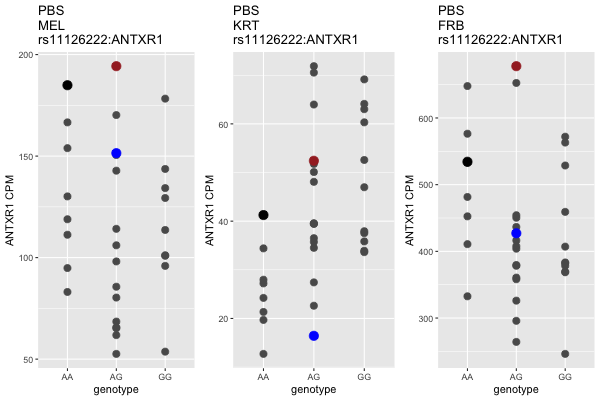 PBS
MEL
rs11126222:ANTXR1
200
150
100
50
ANTXR1 CPM
AA
AG
GG
genotype
PBS
KRT
rs11126222:ANTXR1
60
40
20
ANTXR1 CPM
AA
AG
GG
genotype
PBS
FRB
rs11126222:ANTXR1
600
500
400
300
ANTXR1 CPM
AA
AG
GG
genotype